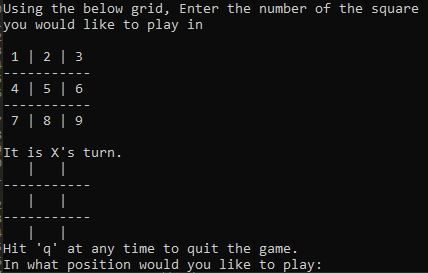 Using the below grid, Enter the number of the square
you would like to play in
1 | 2 | 3
-----------
4 | 5 | 6
-----------
7 | 8 | 9
It is X's turn.
| |
-----------
| |
-----------
| |
Hit 'q' at any time to quit the game.
In what position would you like to play: